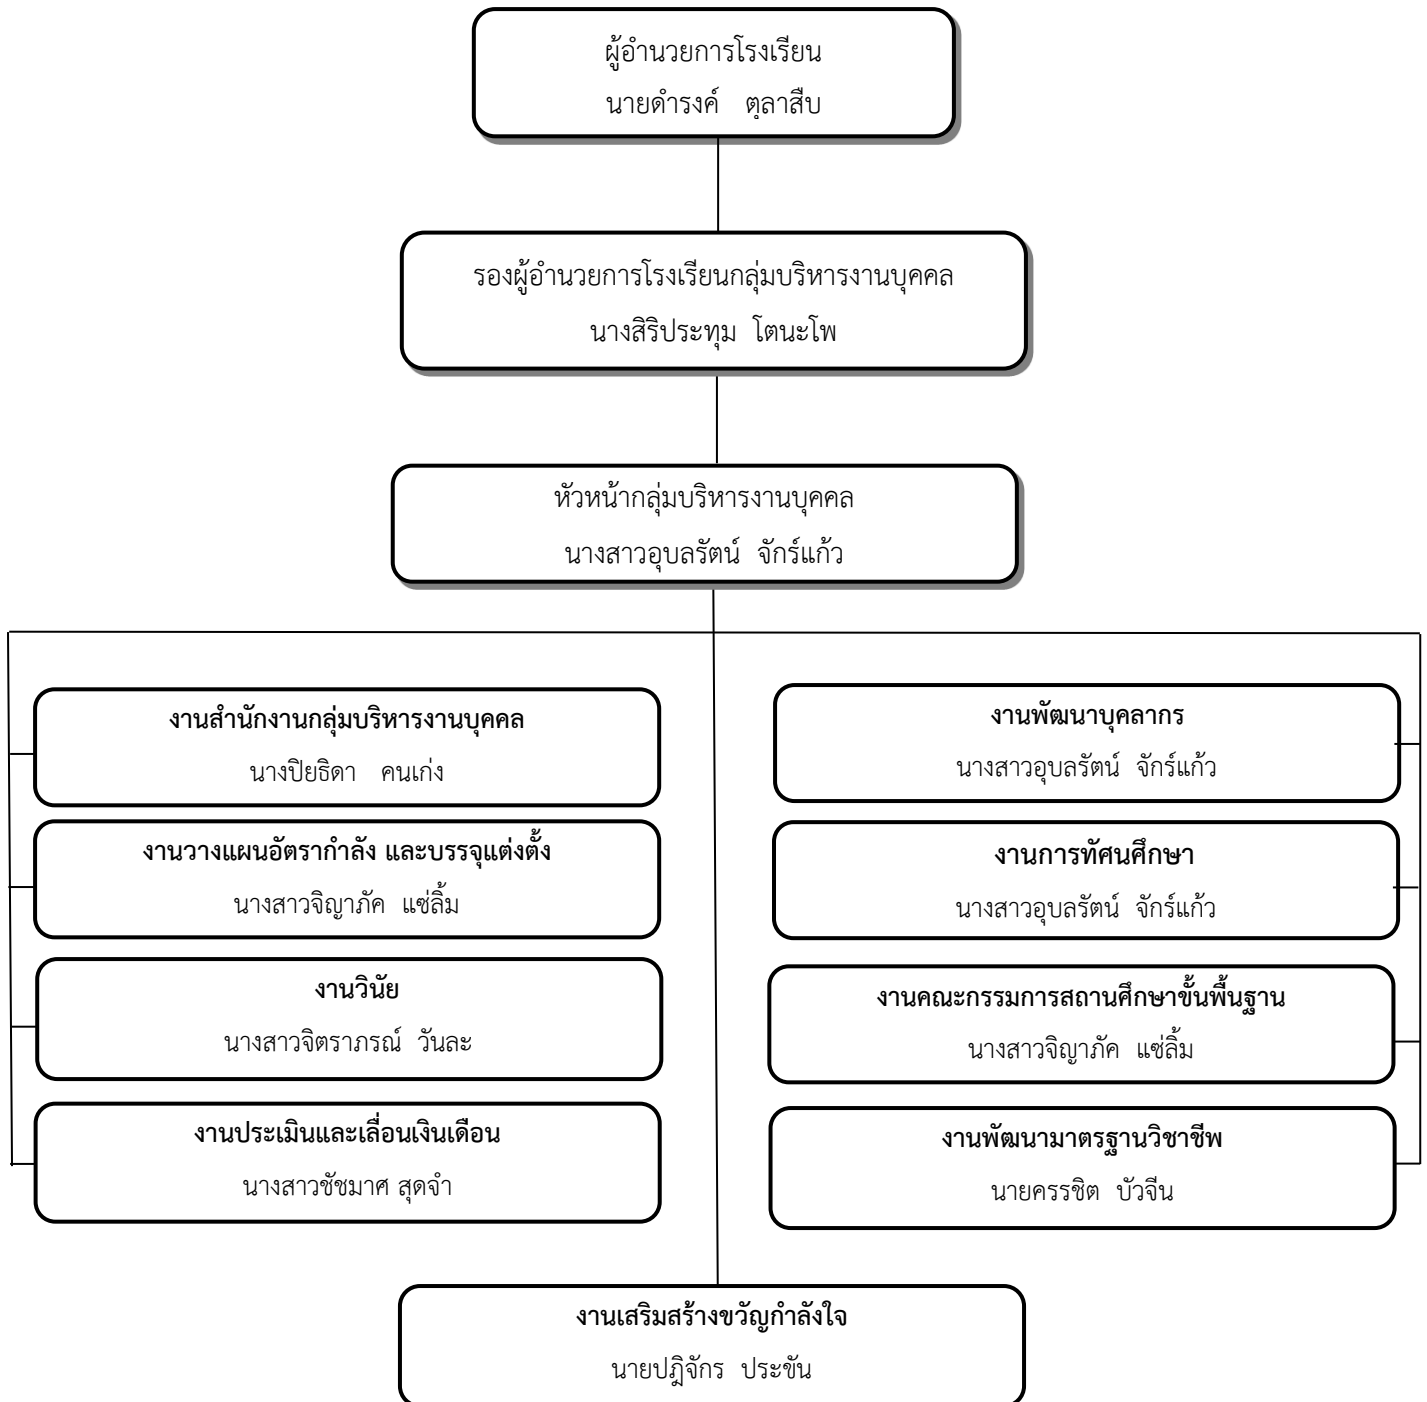 ผู้อำนวยการโรงเรียน
นายดำรงค์ ตุลาสืบ
รองผู้อำนวยการโรงเรียนกลุ่มบริหารงานบุคคล
นางสิริประทุม โตนะโพ
หัวหน้ากลุ่มบริหารงานบุคคล
นางสาวอุบลรัตน์ จักร์แก้ว
งานสำนักงานกลุ่มบริหารงานบุคคล
นางปิยธิดา คนเก่ง
งานวางแผนอัตรากำลัง และบรรจุแต่งตั้ง
นางสาวจิญาภัค แซ่ลิ้ม
งานวินัย
นางสาวจิตราภรณ์ วันละ
งานประเมินและเลื่อนเงินเดือน
นางสาวชัชมาศ สุดจำ
งานพัฒนาบุคลากร
นางสาวอุบลรัตน์ จักร์แก้ว
งานการทัศนศึกษา
นางสาวอุบลรัตน์ จักร์แก้ว
งานคณะกรรมการสถานศึกษาขั้นพื้นฐาน
นางสาวจิญาภัค แซ่ลิ้ม
งานพัฒนามาตรฐานวิชาชีพ
นายครรชิต บัวจีน
งานเสริมสร้างขวัญกำลังใจ
นายปฎิจักร ประขัน